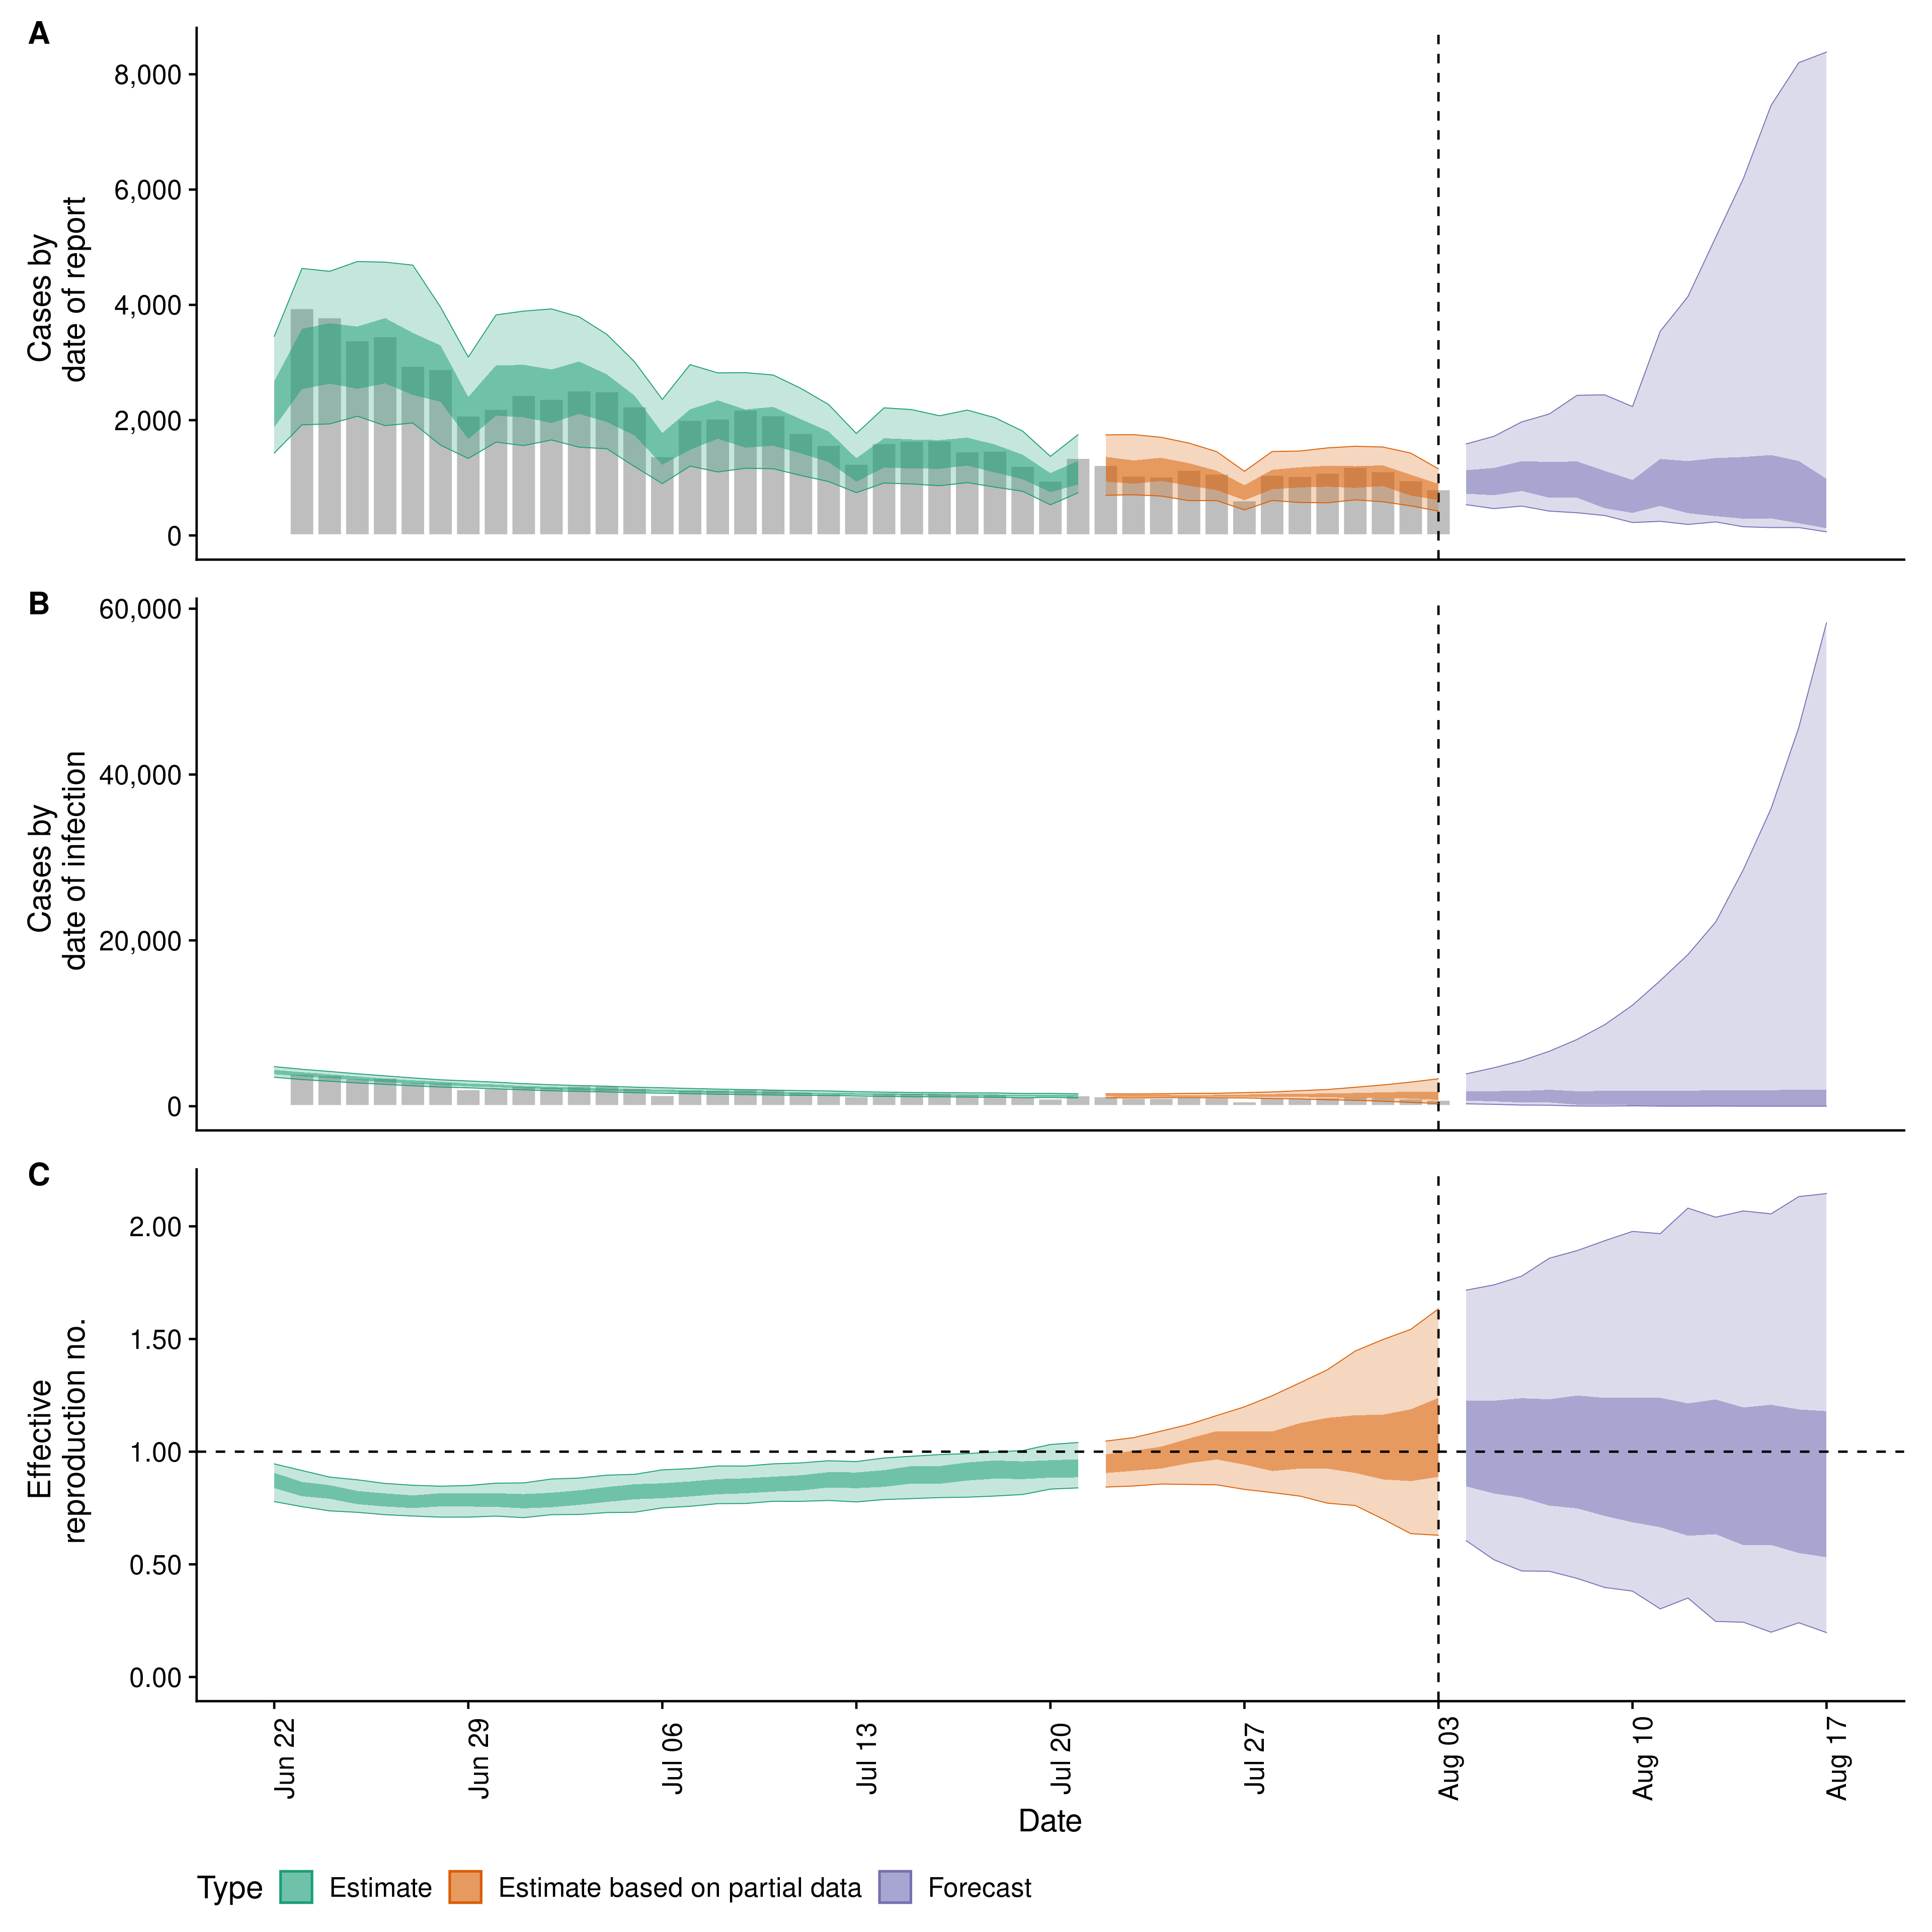 A
Cases by
date of report
8,000
6,000
4,000
2,000
0
B
Cases by
date of infection
60,000
40,000
20,000
0
C
Effective
reproduction no.
2.00
1.50
1.00
0.50
0.00
Jun 22
Jun 29
Jul 06
Jul 13
Jul 20
Jul 27
Aug 03
Aug 10
Aug 17
Date
Type Estimate Estimate based on partial data Forecast